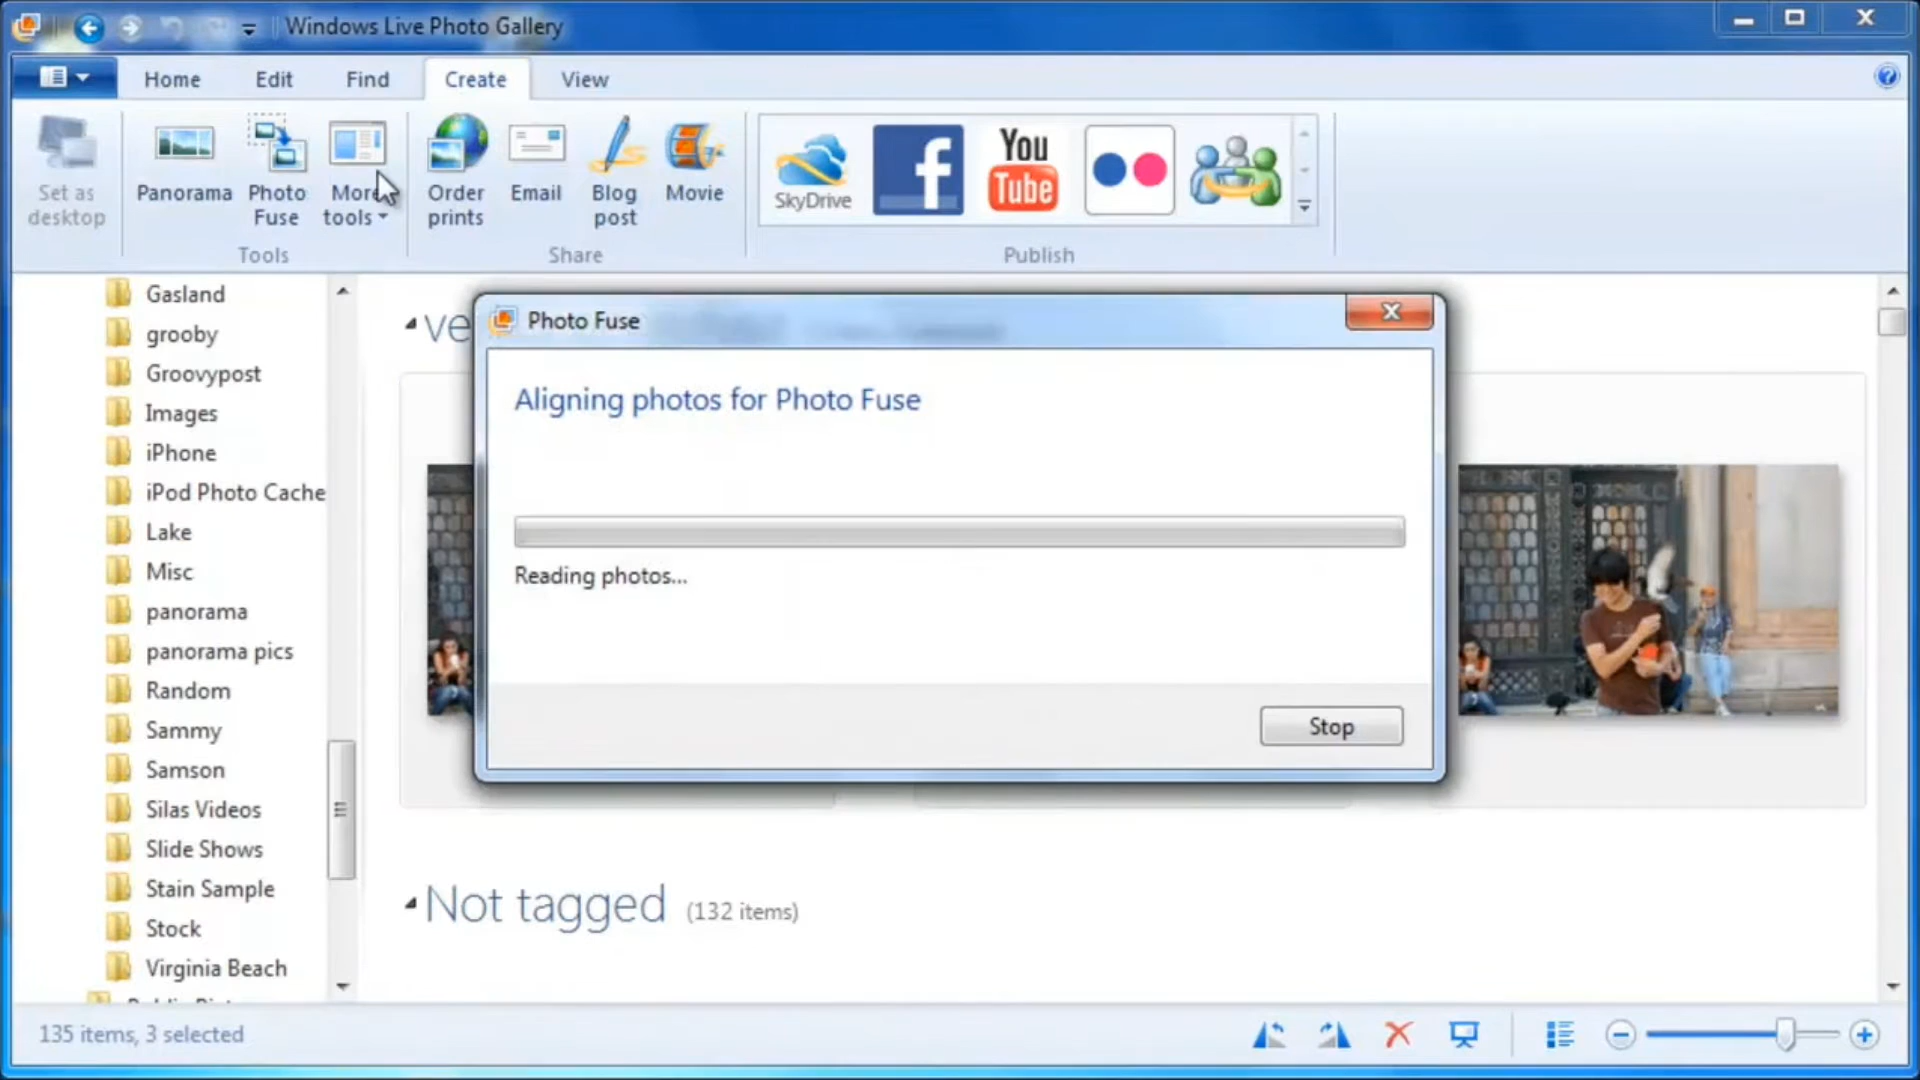 Windows Live Photo Gallery
Home Edit Find Create View
Set as desktop
Panorama
Photo Fuse
More tools
Order prints
Email
Blog post
Movie
SkyDrive
You Tube
Tools Share Publish
Gasland
grooby
Groovypost
Images
iPhone
iPod Photo Cache
Lake
Misc
panorama
panorama pics
Random
Sammy
Samson
Silas Videos
Slide Shows
Stain Sample
Stock
Virginia Beach
ve
Photo Fuse
Aligning photos for Photo Fuse
Reading photos...
Stop
Not tagged (132 items)
135 items, 3 selected